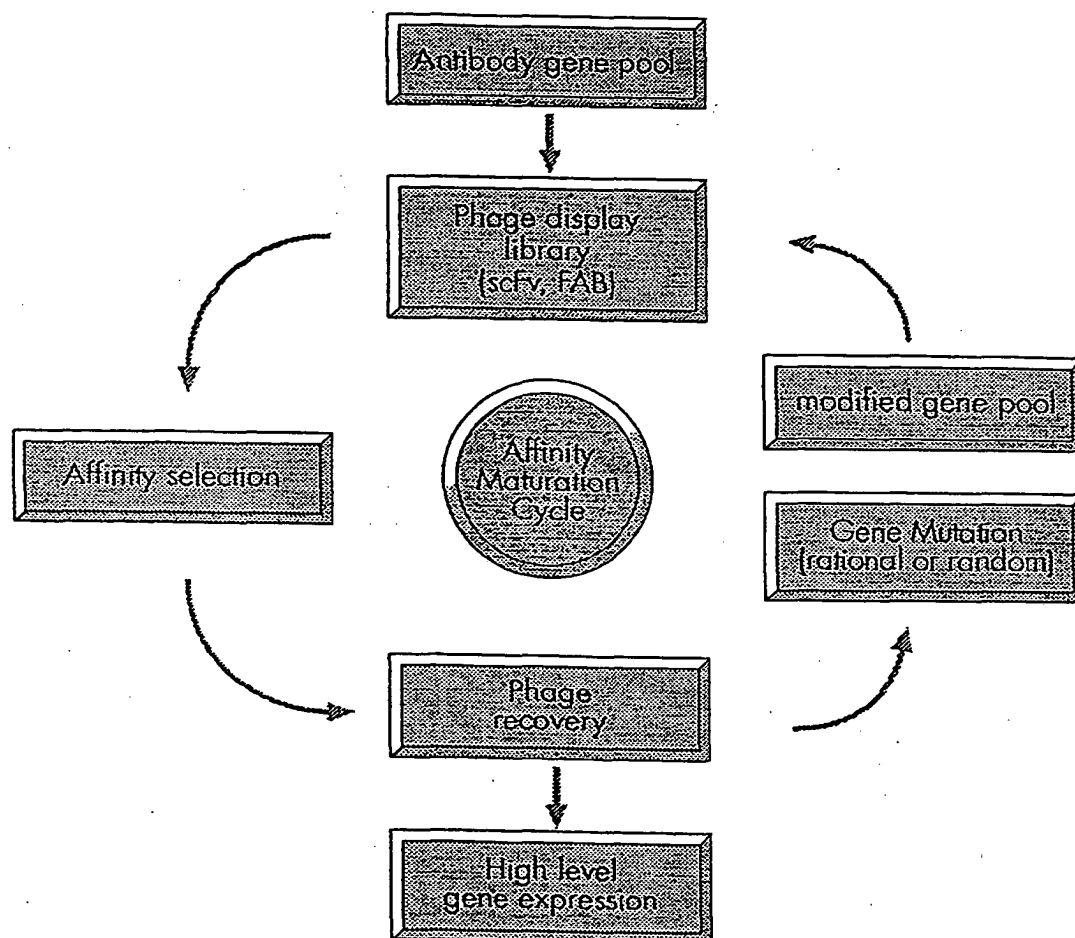 Antibody gene pool
Phage display
library
(scFv, FAB)
modified gene pool
Affinity selection
Affinity
Maturation
Cycle
Gene Mutation
(rational or random)
Phage
recovery
High level
gene expression